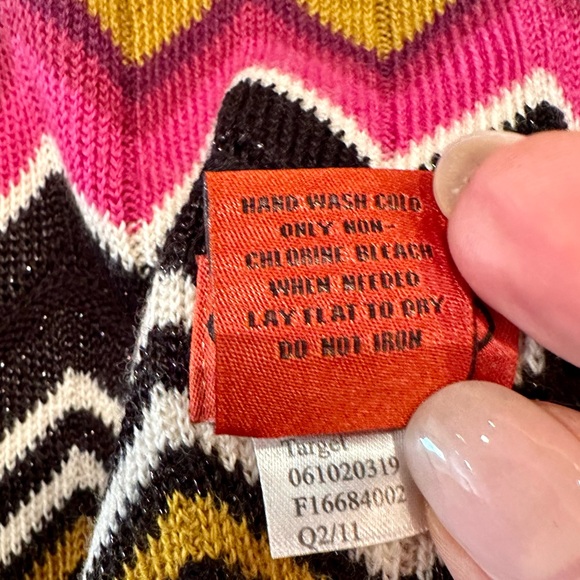 HAND WASH COLD
ONLY NON-
CHLORINE BLEACH
WHEN NEEDED
LAY FLAT TO DRY
DO NOT IRON
Target
061020319
F16684002
Q2/11